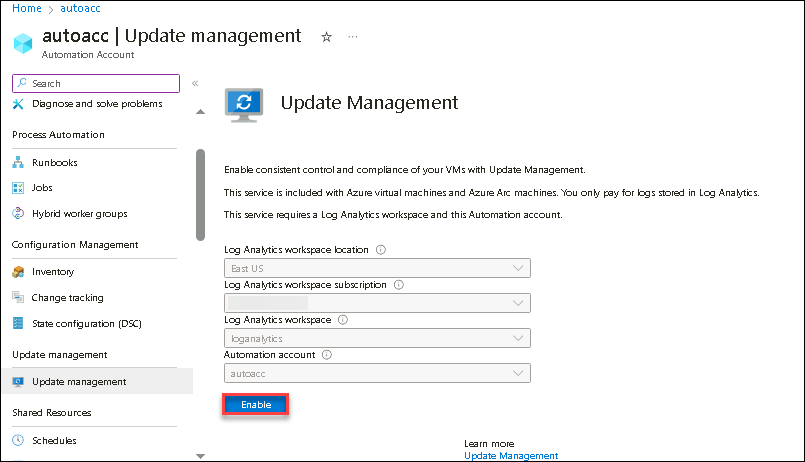 Home > autoacc
autoacc | Update management ☆ ...
Automation Account
Search «
Diagnose and solve problems
Process Automation
Runbooks
Jobs
Hybrid worker groups
Configuration Management
Inventory
Change tracking
State configuration (DSC)
Update management
Update management
Shared Resources
Schedules
Update Management
Enable consistent control and compliance of your VMs with Update Management.
This service is included with Azure virtual machines and Azure Arc machines. You only pay for logs stored in Log Analytics.
This service requires a Log Analytics workspace and this Automation account.
Log Analytics workspace location
East US
Log Analytics workspace subscription
Log Analytics workspace
loganalytics
Automation account
autoacc
Enable
Learn more
Update Management